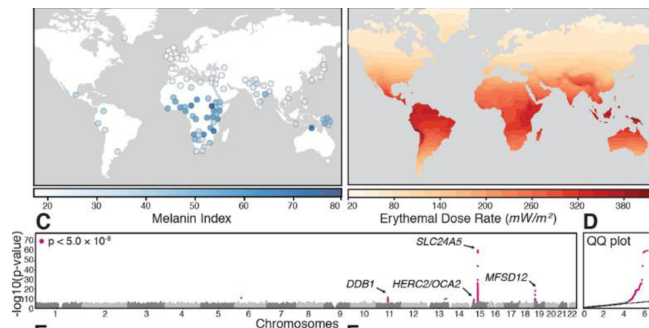 20 30 40 50 60 70 80
Melanin Index
20 80 140 200 260 320 380
Erythemal Dose Rate (mW/m²)
C
D
p < 5.0 × 10⁻⁸
SLC24A5
DDB1
HERC2/OCA2
MFSD12
-log10(p-value)
70
60
50
40
30
20
10
0
1 2 3 4 5 6 7 8 9 10 11 12 13 14 15 16 17 18 19 20 21 22
Chromosomes
QQ plot
0 2 4 6